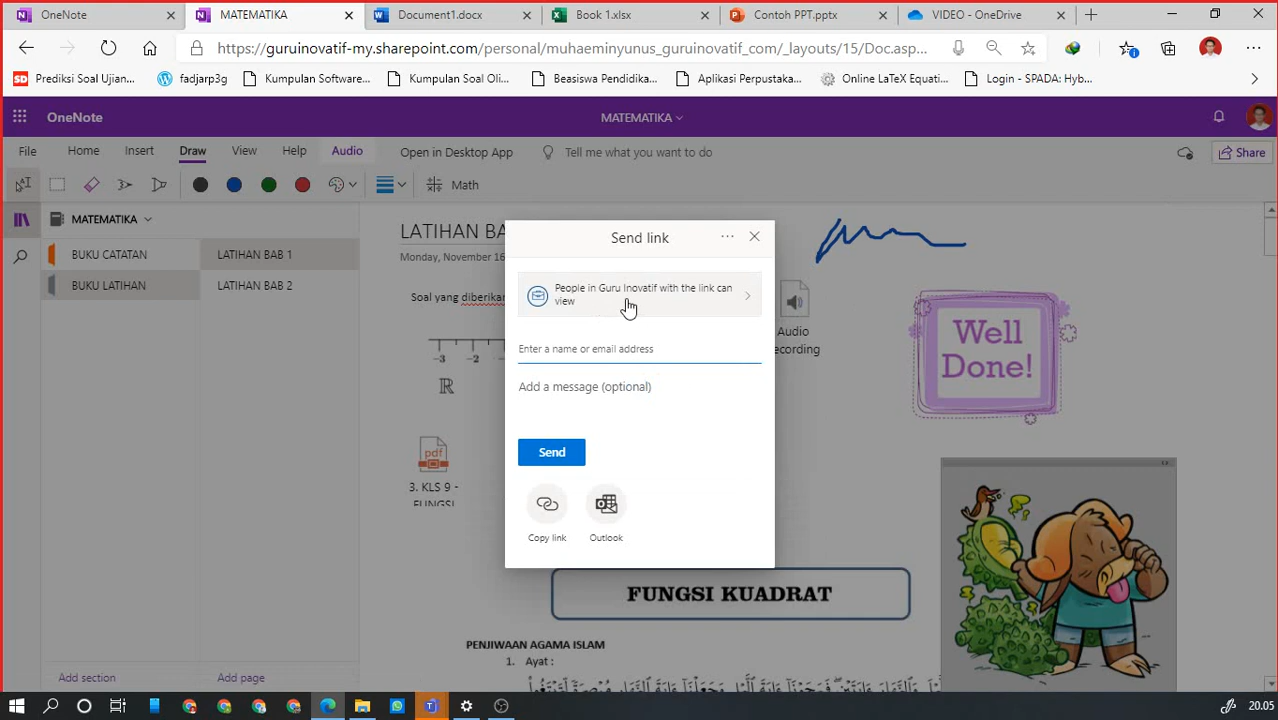 OneNote
MATEMATIKA
Document1.docx
Book 1.xlsx
Contoh PPT.pptx
VIDEO - OneDrive
https://guruinovatif-my.sharepoint.com/personal/muhaeminyunus_guruinovatif_com/_layouts/15/Doc.asp...
Prediksi Soal Ujian...
fadjarp3g
Kumpulan Software...
Kumpulan Soal Oli...
Beasiswa Pendidika...
Aplikasi Perpustaka...
Online LaTeX Equati...
Login - SPADA: Hyb...
OneNote
MATEMATIKA
File
Home
Insert
Draw
View
Help
Audio
Open in Desktop App
Tell me what you want to do
Share
Math
MATEMATIKA
BUKU CATATAN
BUKU LATIHAN
LATIHAN BAB 1
LATIHAN BAB 2
LATIHAN BA
Monday, November 16
Soal yang diberikan
-3 -2
ℝ
pdf
3. KLS 9 -
FUNGSI
Send link
People in Guru Inovatif with the link can
view
Enter a name or email address
Add a message (optional)
Send
Copy link
Outlook
Audio
ecording
Well
Done!
FUNGSI KUADRAT
PENJIWAAN AGAMA ISLAM
1. Ayat :
Add section
Add page
20.05